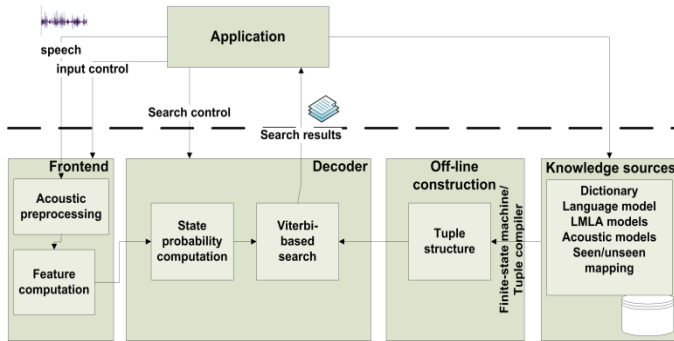 Application
speech
input control
Search control
Search results
Frontend
Acoustic
preprocessing
Feature
computation
Decoder
State
probability
computation
Viterbi-
based
search
Off-line
construction
Tuple
structure
Finite-state machine/
Tuple compiler
Knowledge sources
Dictionary
Language model
LMLA models
Acoustic models
Seen/unseen
mapping